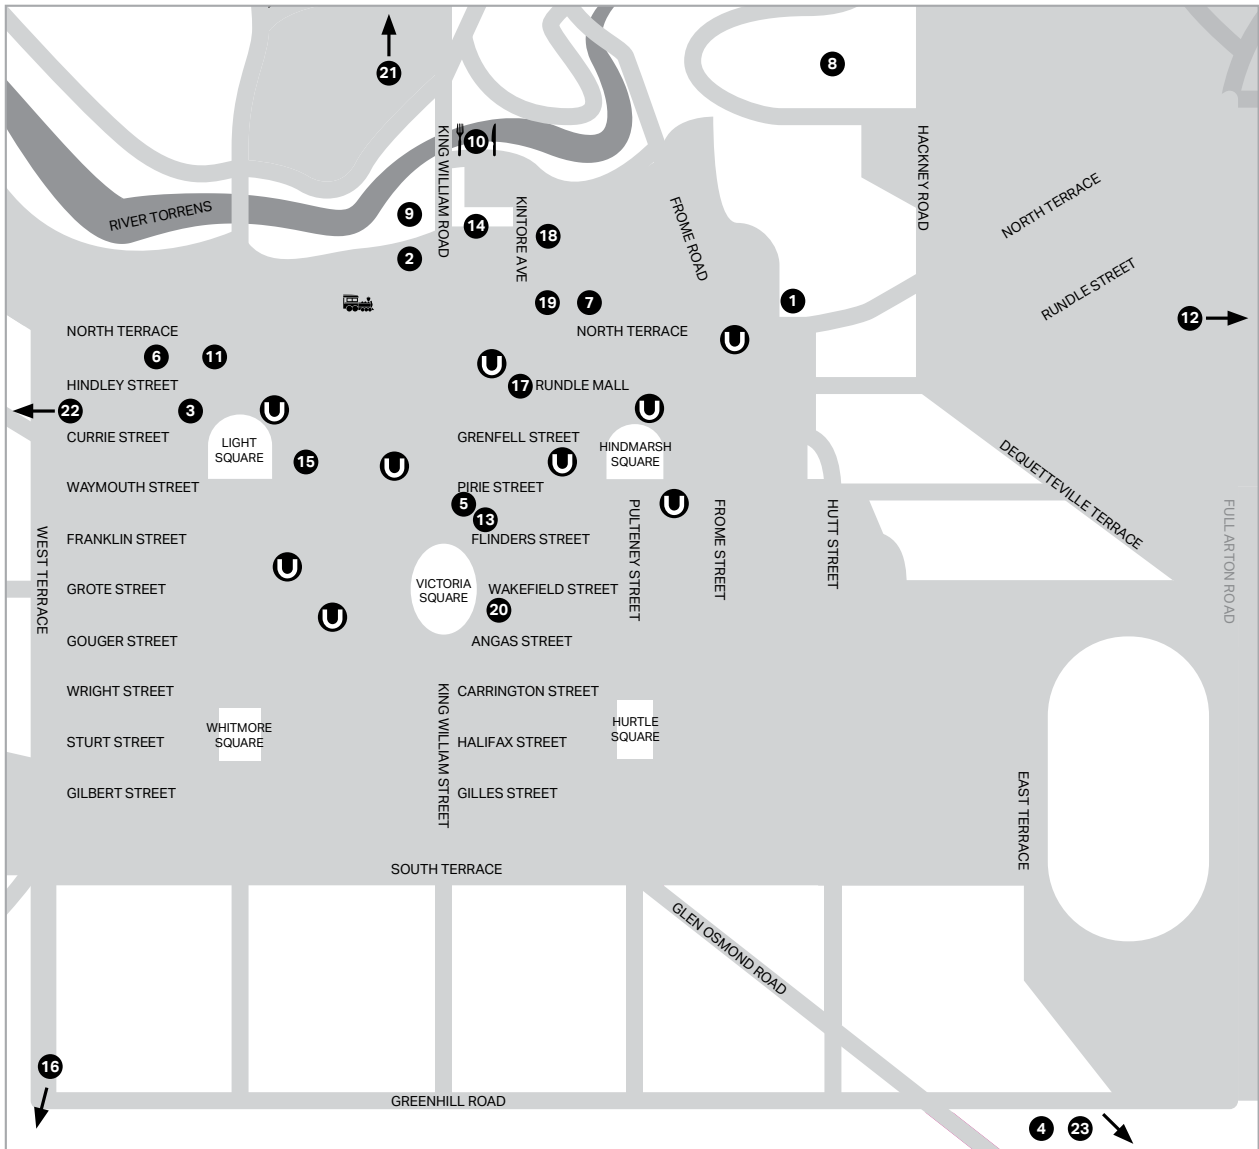 21
8
10
KING WILLIAM ROAD
HACKNEY ROAD
NORTH TERRACE
RIVER TORRENS
9
14
KINTORE AVE
18
FROME ROAD
2
RUNDLE STREET
19
7
1
12
NORTH TERRACE
NORTH TERRACE
U
6
11
U
HINDLEY STREET
17
RUNDLE MALL
22
3
U
U
CURRIE STREET
LIGHT
SQUARE
GRENFELL STREET
HINDMARSH
SQUARE
DEQUETTEVILLE TERRACE
15
U
U
WAYMOUTH STREET
PIRIE STREET
5
13
U
PULTENEY STREET
FROME STREET
HUTT STREET
FULLARTON ROAD
WEST TERRACE
FRANKLIN STREET
FLINDERS STREET
U
GROTE STREET
VICTORIA
SQUARE
WAKEFIELD STREET
20
U
GOUGER STREET
ANGAS STREET
WRIGHT STREET
KING WILLIAM STREET
CARRINGTON STREET
WHITMORE
SQUARE
HURTLE
SQUARE
STURT STREET
HALIFAX STREET
GILBERT STREET
GILLES STREET
EAST TERRACE
SOUTH TERRACE
GLEN OSMOND ROAD
16
GREENHILL ROAD
4
23